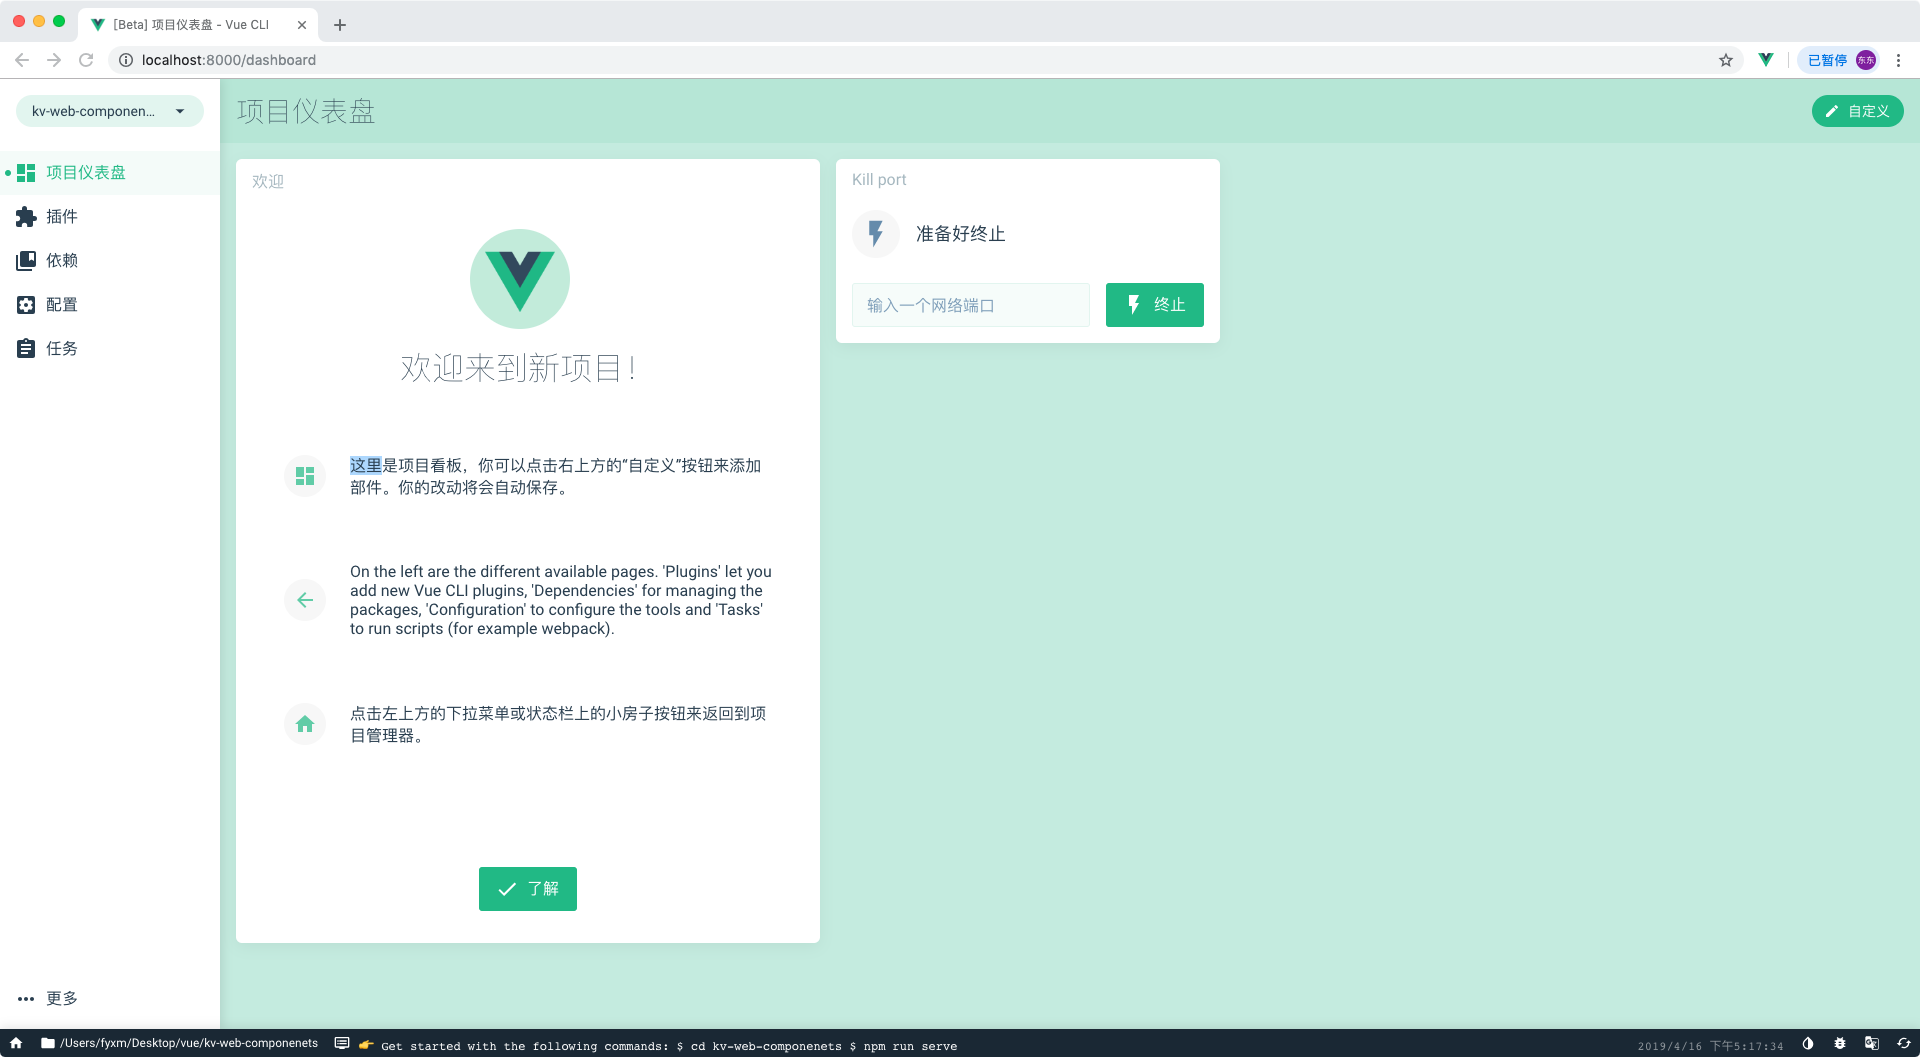 [Beta] 项目仪表盘 - Vue CLI
localhost:8000/dashboard
已暂停
东东
kv-web-componen...
项目仪表盘
自定义
项目仪表盘
插件
依赖
配置
任务
更多
欢迎
欢迎来到新项目！
这里是项目看板，你可以点击右上方的“自定义”按钮来添加
部件。你的改动将会自动保存。
On the left are the different available pages. 'Plugins' let you
add new Vue CLI plugins, 'Dependencies' for managing the
packages, 'Configuration' to configure the tools and 'Tasks'
to run scripts (for example webpack).
点击左上方的下拉菜单或状态栏上的小房子按钮来返回到项
目管理器。
了解
Kill port
准备好终止
输入一个网络端口
终止
/Users/fyxm/Desktop/vue/kv-web-componenets
Get started with the following commands: $ cd kv-web-componenets $ npm run serve
2019/4/16 下午5:17:34